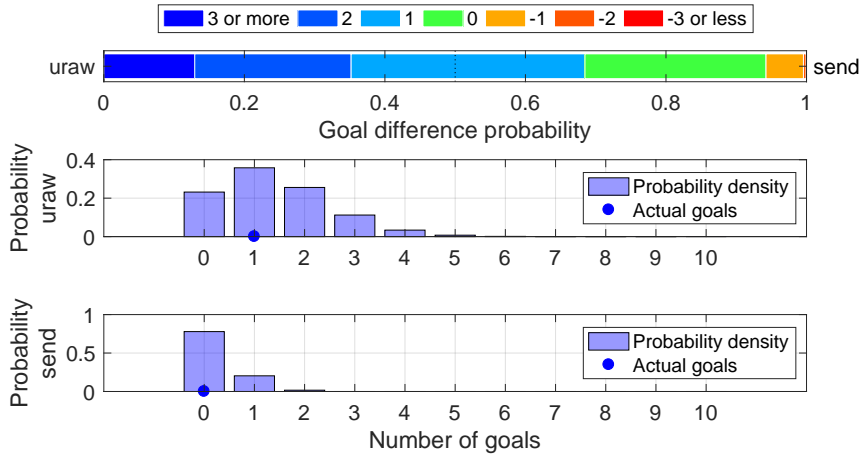 3 or more 2 1 0 -1 -2 -3 or less
uraw send
0 0.2 0.4 0.6 0.8 1
Goal difference probability
Probability
uraw
0.4
0.2
0
Probability density
Actual goals
0 1 2 3 4 5 6 7 8 9 10
Probability
send
1
0.5
0
Probability density
Actual goals
0 1 2 3 4 5 6 7 8 9 10
Number of goals